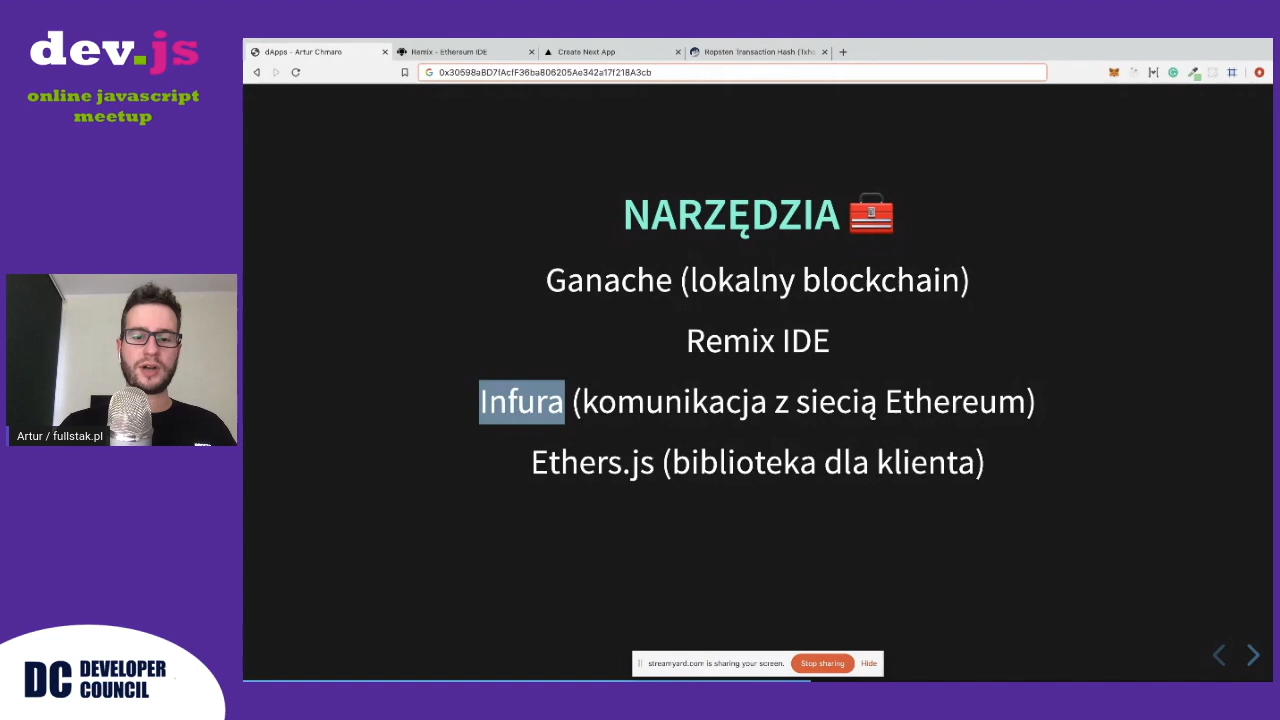 dev.js
online javascript
meetup
dApps - Artur Chmaro
Remix - Ethereum IDE
Create Next App
Ropsten Transaction Hash (Txha
0x30598aBD7fAcfF36ba806205Ae342a17f218A3cb
NARZĘDZIA
Ganache (lokalny blockchain)
Remix IDE
Infura (komunikacja z siecią Ethereum)
Ethers.js (biblioteka dla klienta)
Artur / fullstak.pl
streamyard.com is sharing your screen.
Stop sharing
Hide
DC DEVELOPER
COUNCIL